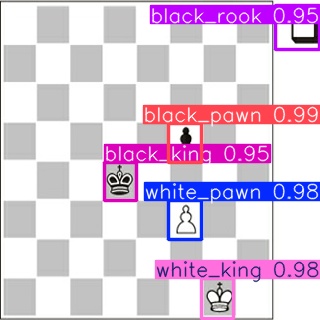 black_rook 0.95
black_pawn 0.99
black_king 0.95
white_pawn 0.98
white_king 0.98